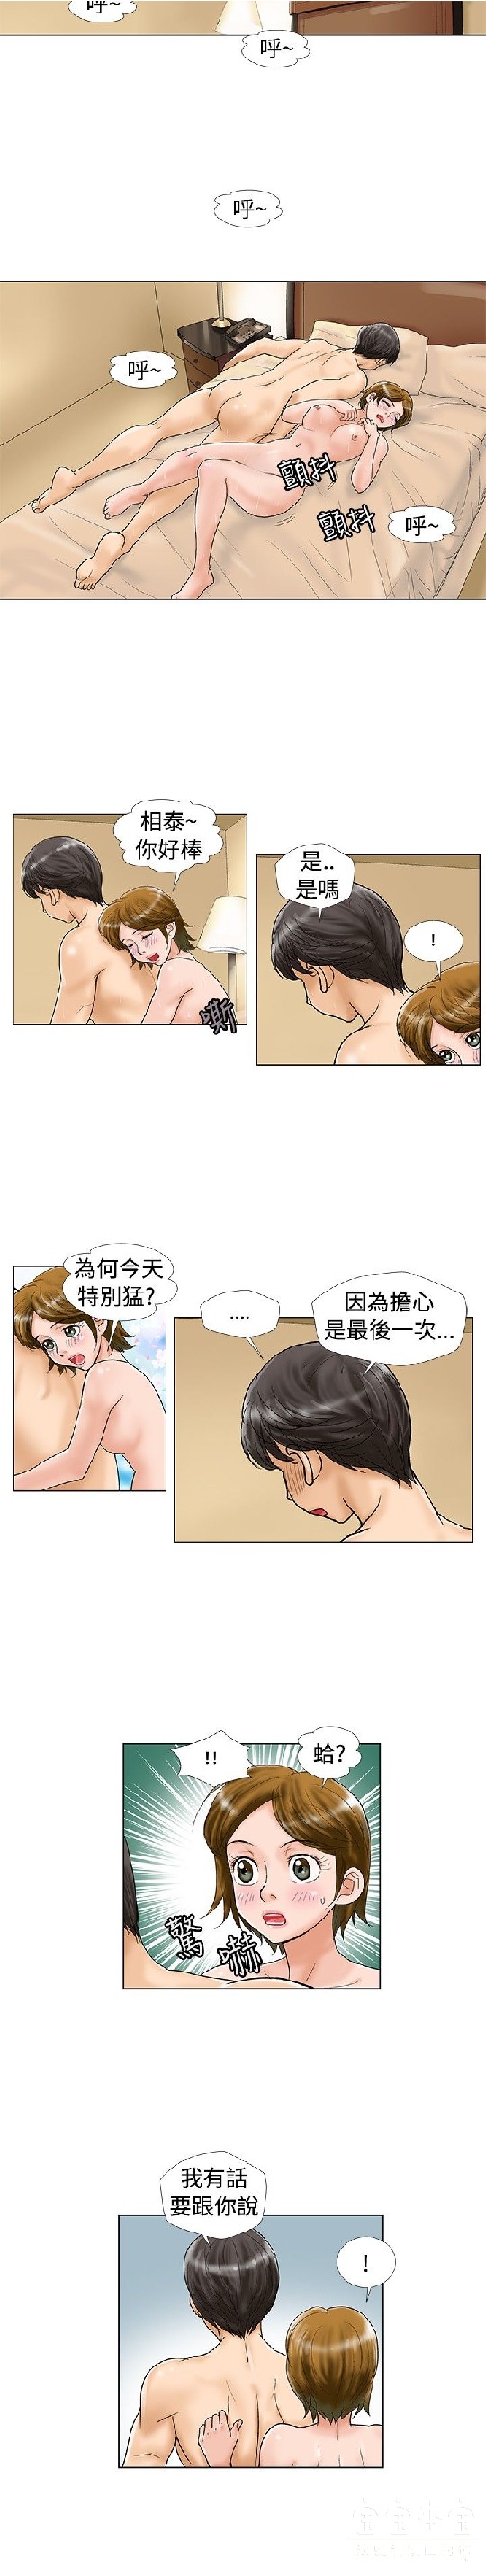 呼~
呼~
呼~
呼~
顫抖
顫抖
呼~
相泰~
你好棒
嘶
是..
是嗎
!
為何今天
特別猛?
....
因為擔心
是最後一次...
!!
蛤?
驚嚇
我有話
要跟你說
!